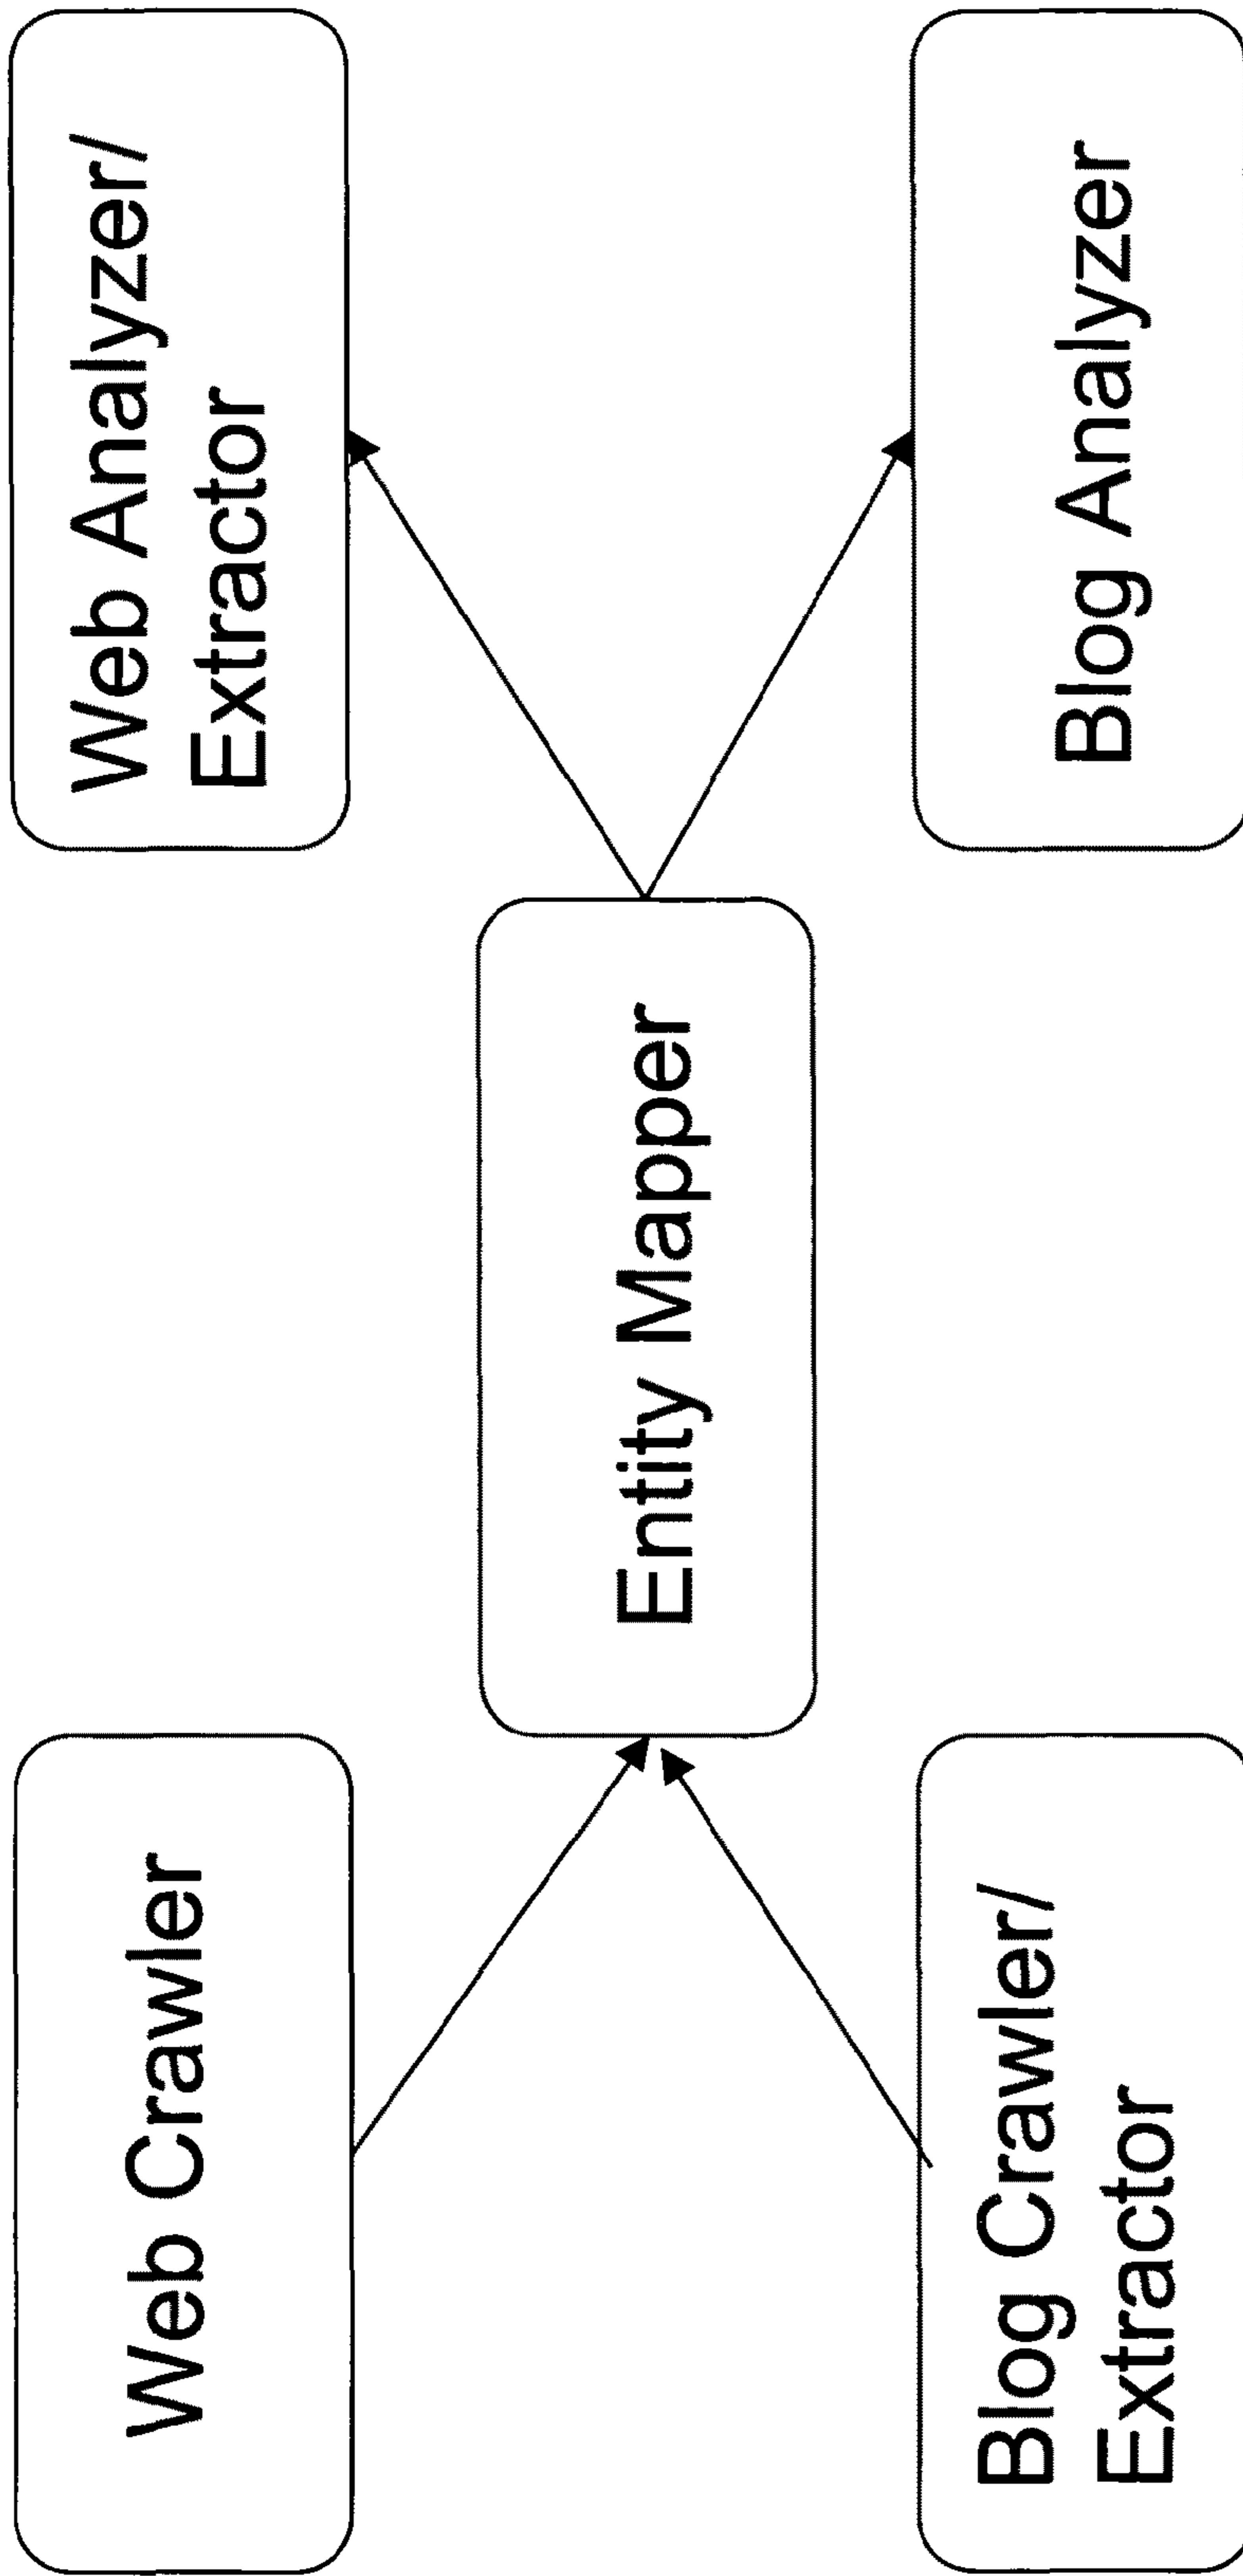 Web Crawler
Blog Crawler/
Extractor
Entity Mapper
Web Analyzer/
Extractor
Blog Analyzer